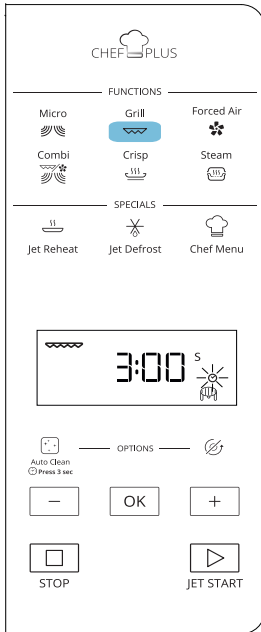 CHEF PLUS
FUNCTIONS
Micro Grill Forced Air
Combi Crisp Steam
SPECIALS
Jet Reheat Jet Defrost Chef Menu
3:00 S
Auto Clean OPTIONS
Press 3 sec
− OK +
STOP JET START